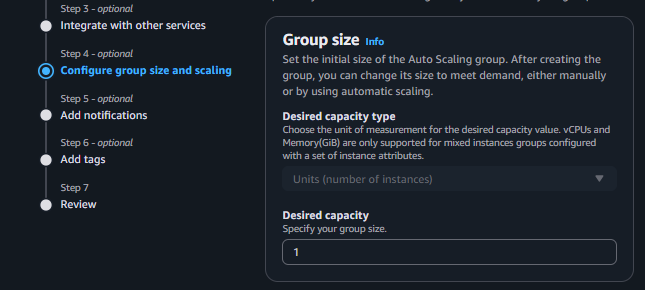 Step 3 - optional
Integrate with other services
Step 4 - optional
Configure group size and scaling
Step 5 - optional
Add notifications
Step 6 - optional
Add tags
Step 7
Review
Group size Info
Set the initial size of the Auto Scaling group. After creating the
group, you can change its size to meet demand, either manually
or by using automatic scaling.
Desired capacity type
Choose the unit of measurement for the desired capacity value. vCPUs and
Memory(GiB) are only supported for mixed instances groups configured
with a set of instance attributes.
Units (number of instances)
Desired capacity
Specify your group size.
1